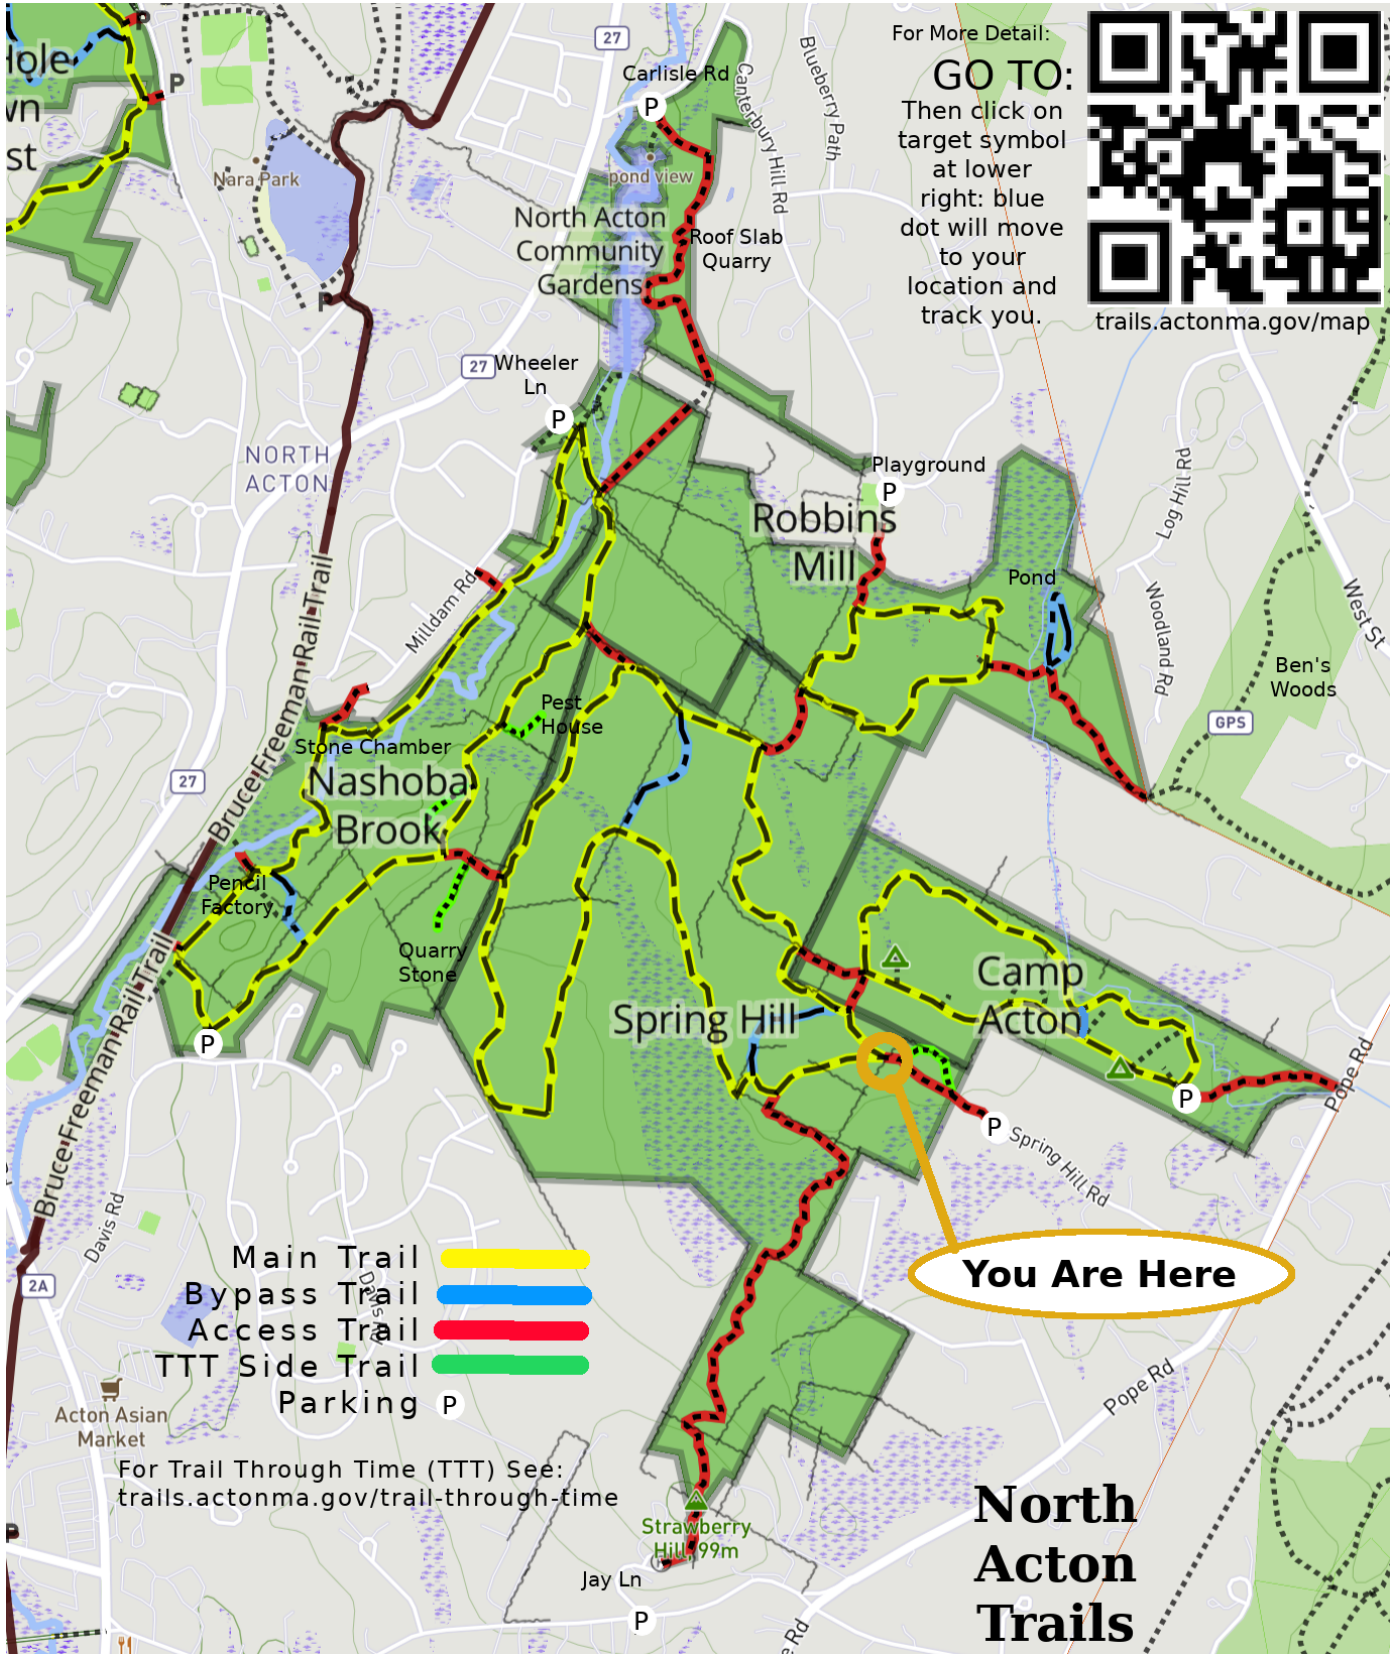 P
P
Hole
wn
st
27
Carlisle Rd
P
Canterbury Hill Rd
Blueberry Path
For More Detail:
GO TO:
Then click on
target symbol
at lower
right: blue
dot will move
to your
location and
track you.
trails.actonma.gov/map
Nara Park
pond view
North Acton
Community
Gardens
Roof Slab
Quarry
P
27
Wheeler
Ln
P
NORTH
ACTON
Playground
P
Robbins
Mill
Log Hill Rd
Pond
Woodland Rd
West St
Ben's
Woods
GPS
Milldam Rd
Bruce Freeman Rail Trail
Pest
House
Stone Chamber
Nashoba
Brook
27
Pencil
Factory
Quarry
Stone
Bruce Freeman Rail Trail
P
Spring Hill
Camp
Acton
P
Pope Rd
P
Spring Hill Rd
Davis Rd
2A
You Are Here
Main Trail
Bypass Trail
Access Trail
TTT Side Trail
Parking P
Davis Rd
Acton Asian
Market
For Trail Through Time (TTT) See:
trails.actonma.gov/trail-through-time
Pope Rd
Strawberry
Hill, 99m
Jay Ln
P
P
e Rd
North
Acton
Trails